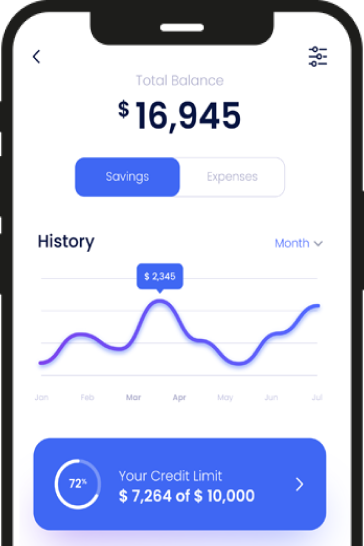 Total Balance
$ 16,945
Savings Expenses
History Month
$ 2,345
Jan Feb Mar Apr May Jun Jul
72%
Your Credit Limit
$ 7,264 of $ 10,000